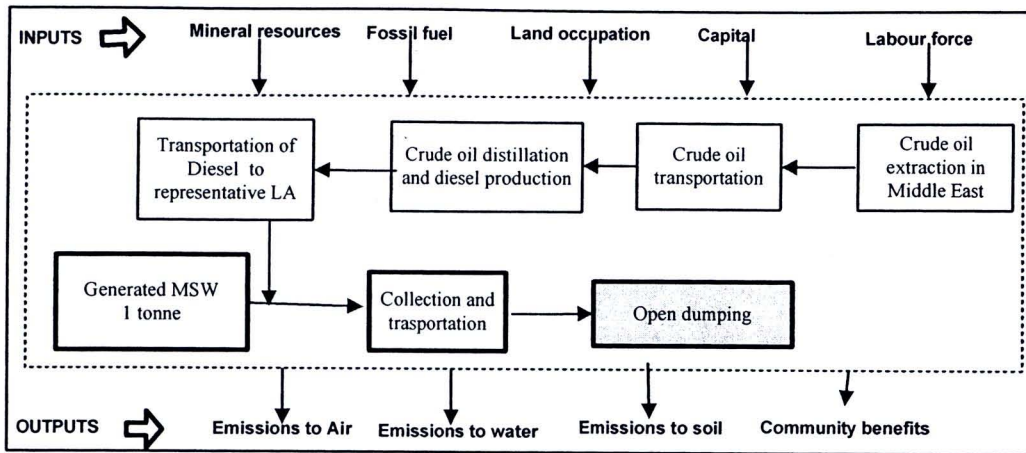 INPUTS
Mineral resources
Fossil fuel
Land occupation
Capital
Labour force
Transportation of
Diesel to
representative LA
Crude oil distillation
and diesel production
Crude oil
transportation
Crude oil
extraction in
Middle East
Generated MSW
1 tonne
Collection and
trasportation
Open dumping
OUTPUTS
Emissions to Air
Emissions to water
Emissions to soil
Community benefits